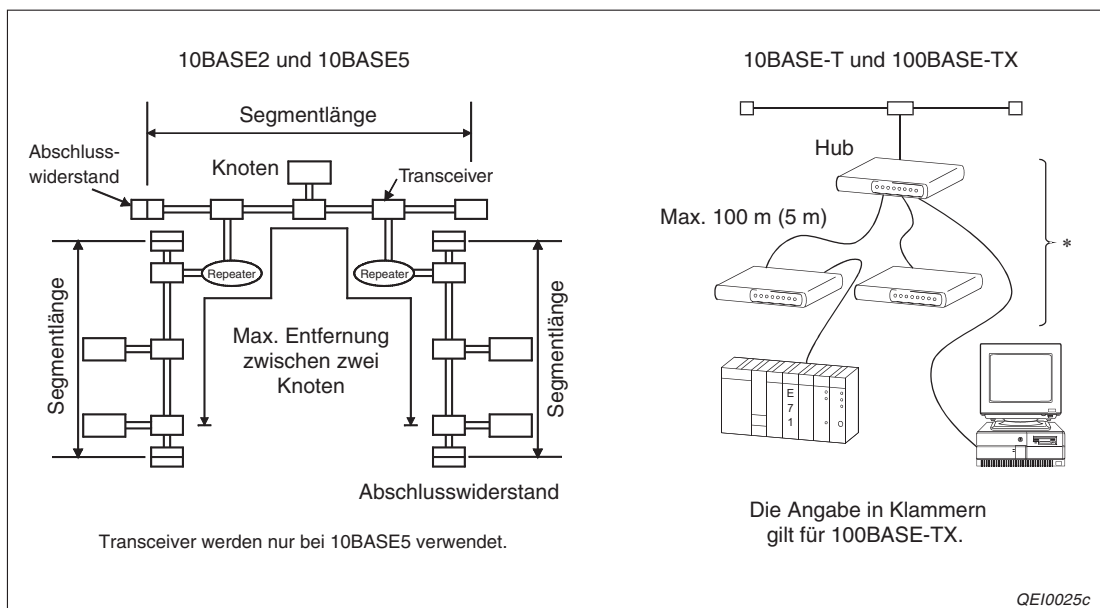 10BASE2 und 10BASE5
Segmentlänge
Abschluss-
widerstand
Knoten
Transceiver
Repeater
Repeater
Segmentlänge
Max. Entfernung
zwischen zwei
Knoten
Segmentlänge
Abschlusswiderstand
Transceiver werden nur bei 10BASE5 verwendet.
10BASE-T und 100BASE-TX
Hub
Max. 100 m (5 m)
*
E
7
1
Die Angabe in Klammern
gilt für 100BASE-TX.
QEI0025c